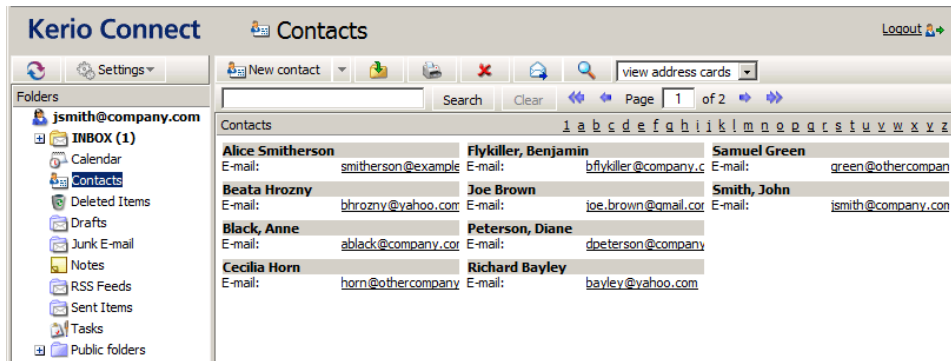 Kerio Connect
Contacts
Logout
Settings
New contact
view address cards
Folders
Search Clear Page 1 of 2
jsmith@company.com
INBOX (1)
Calendar
Contacts
Deleted Items
Drafts
Junk E-mail
Notes
RSS Feeds
Sent Items
Tasks
Public folders
Contacts 1 a b c d e f g h i j k l m n o p q r s t u v w x y z
Alice Smitherson
E-mail: smitherson@example
Beata Hrozny
E-mail: bhrozny@yahoo.com
Black, Anne
E-mail: ablack@company.cor
Cecilia Horn
E-mail: horn@othercompany
Flykiller, Benjamin
E-mail: bflykiller@company.c
Joe Brown
E-mail: joe.brown@gmail.cor
Peterson, Diane
E-mail: dpeterson@company
Richard Bayley
E-mail: bayley@yahoo.com
Samuel Green
E-mail: green@othercompan
Smith, John
E-mail: jsmith@company.con